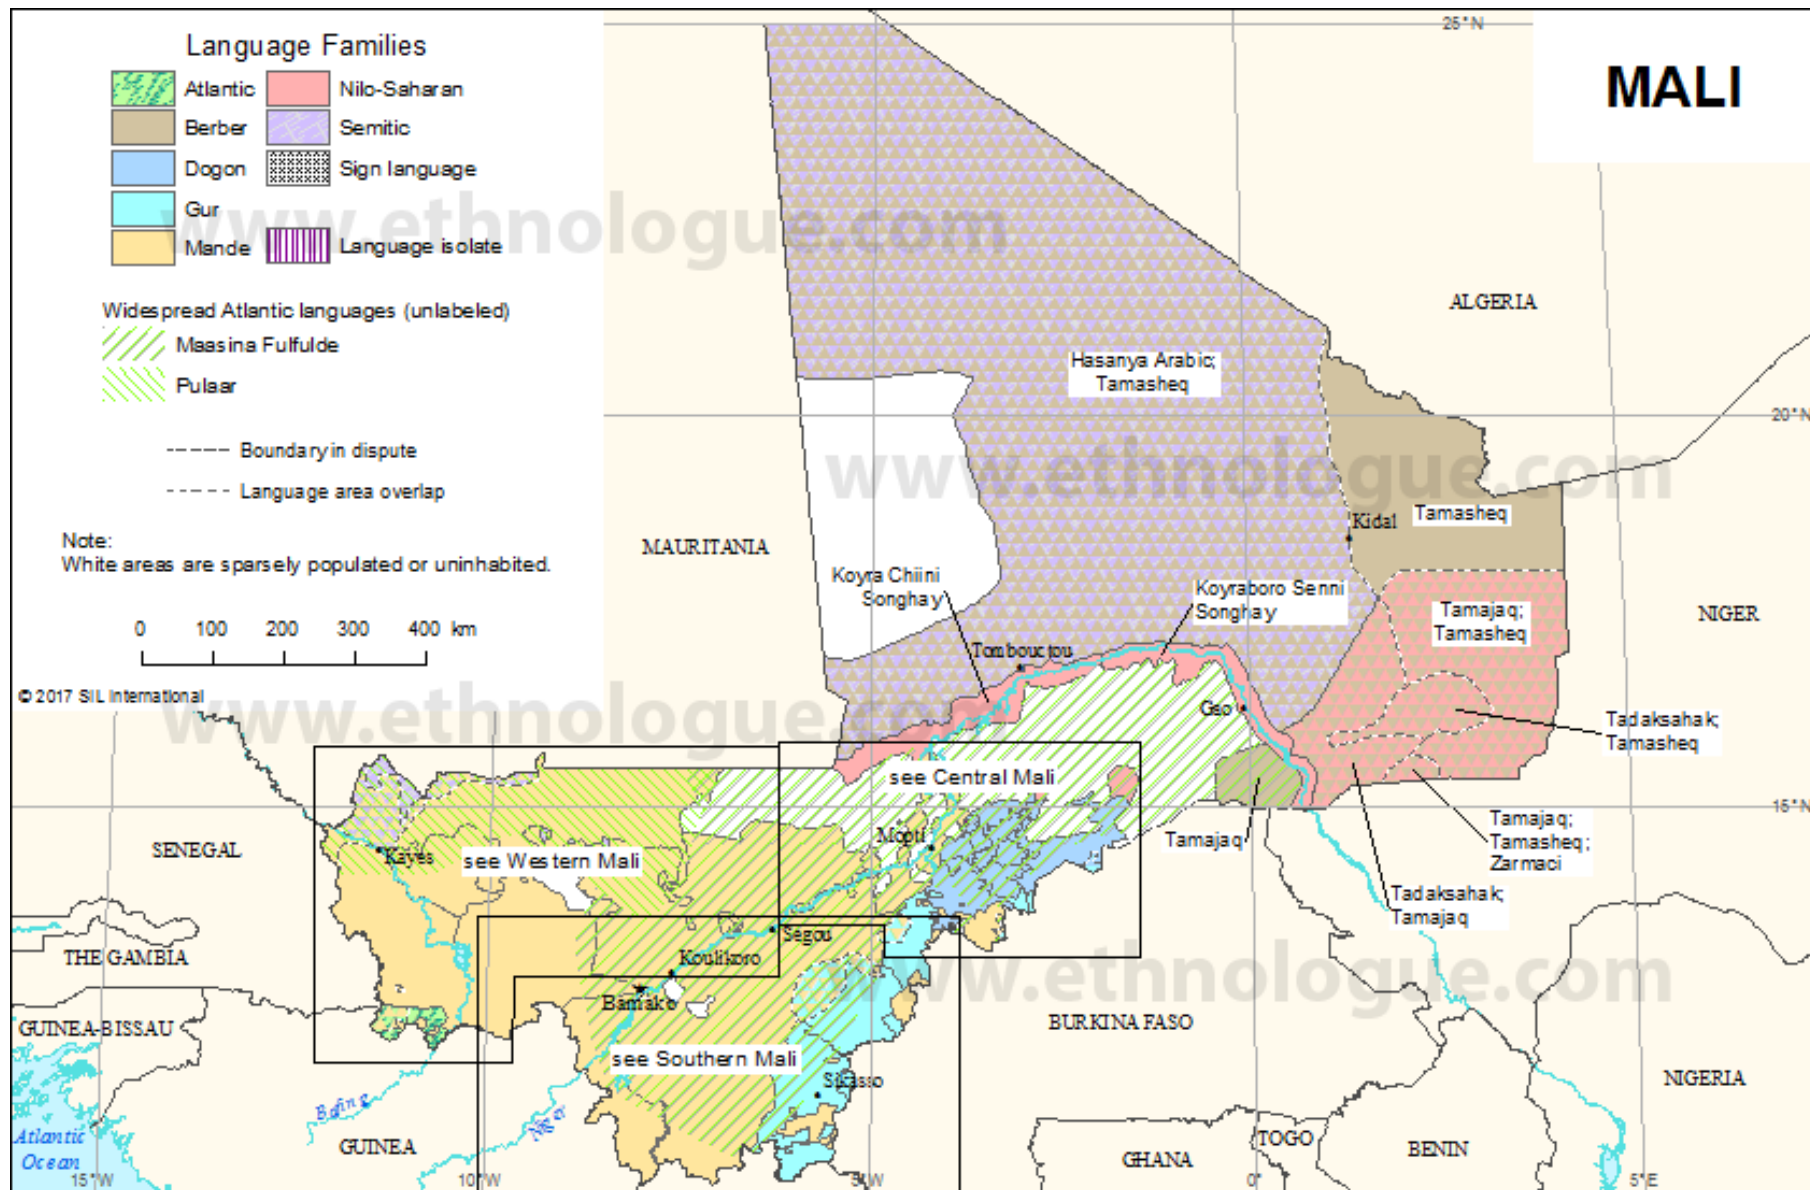 MALI
Language Families
Atlantic
Nilo-Saharan
Berber
Semitic
Dogon
Sign language
Gur
Mande
Language isolate
Widespread Atlantic languages (unlabeled)
Maasina Fulfulde
Pulaar
Boundary in dispute
Language area overlap
Note:
White areas are sparsely populated or uninhabited.
0 100 200 300 400 km
© 2017 SIL International
www.ethnologue.com
www.ethnologue.com
www.ethnologue.com
www.ethnologue.com
25°N
20°N
15°N
15°W
10°W
5°W
0°
5°E
ALGERIA
MAURITANIA
NIGER
SENEGAL
THE GAMBIA
GUINEA-BISSAU
GUINEA
BURKINA FASO
GHANA
TOGO
BENIN
NIGERIA
Atlantic
Ocean
Bafing
Niger
Hasanya Arabic;
Tamasheq
Tamasheq
Kidal
Koyra Chiini
Songhay
Koyraboro Senni
Songhay
Tamajaq;
Tamasheq
Tombouctou
Gao
Tadaksahak;
Tamasheq
see Central Mali
Mopti
Tamajaq
Tamajaq;
Tamasheq;
Zarmaci
Tadaksahak;
Tamajaq
Kayes
see Western Mali
Ségou
Koulikoro
Bamako
see Southern Mali
Sikasso